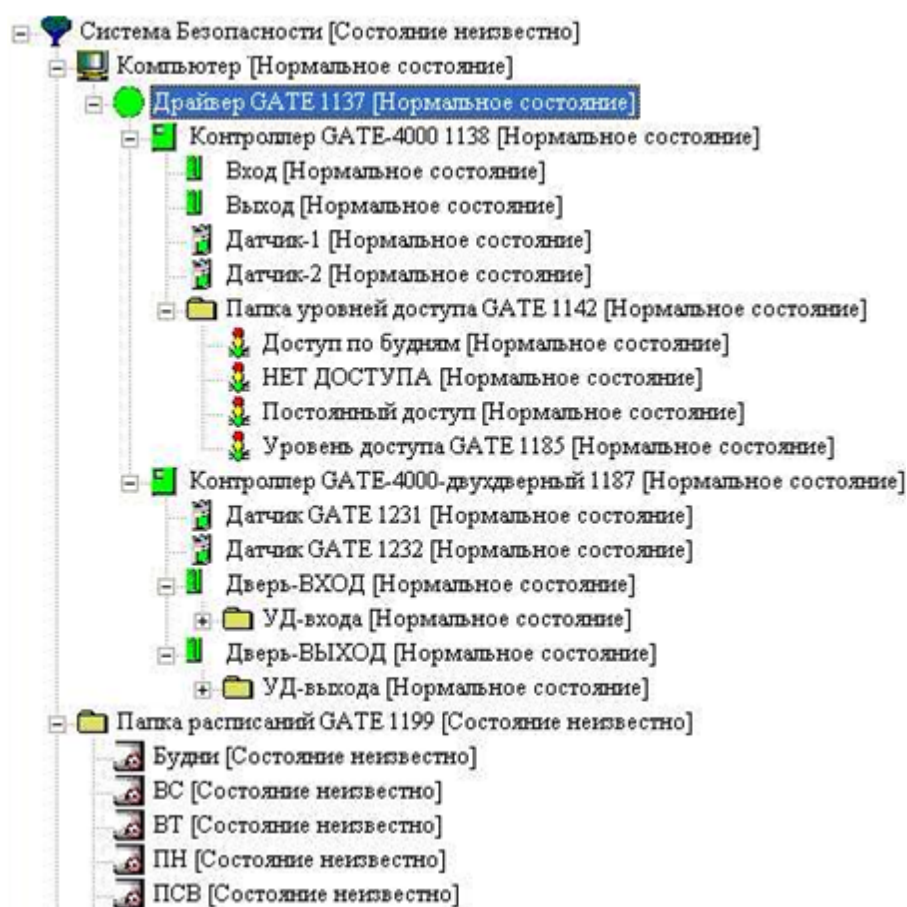 Система Безопасности [Состояние неизвестно]
Компьютер [Нормальное состояние]
Драйвер GATE 1137 [Нормальное состояние]
Контроллер GATE-4000 1138 [Нормальное состояние]
Вход [Нормальное состояние]
Выход [Нормальное состояние]
Датчик-1 [Нормальное состояние]
Датчик-2 [Нормальное состояние]
Папка уровней доступа GATE 1142 [Нормальное состояние]
Доступ по будням [Нормальное состояние]
НЕТ ДОСТУПА [Нормальное состояние]
Постоянный доступ [Нормальное состояние]
Уровень доступа GATE 1185 [Нормальное состояние]
Контроллер GATE-4000-двухдверный 1187 [Нормальное состояние]
Датчик GATE 1231 [Нормальное состояние]
Датчик GATE 1232 [Нормальное состояние]
Дверь-ВХОД [Нормальное состояние]
УД-входа [Нормальное состояние]
Дверь-ВЫХОД [Нормальное состояние]
УД-выхода [Нормальное состояние]
Папка расписаний GATE 1199 [Состояние неизвестно]
Будни [Состояние неизвестно]
ВС [Состояние неизвестно]
ВТ [Состояние неизвестно]
ПН [Состояние неизвестно]
ПСВ [Состояние неизвестно]